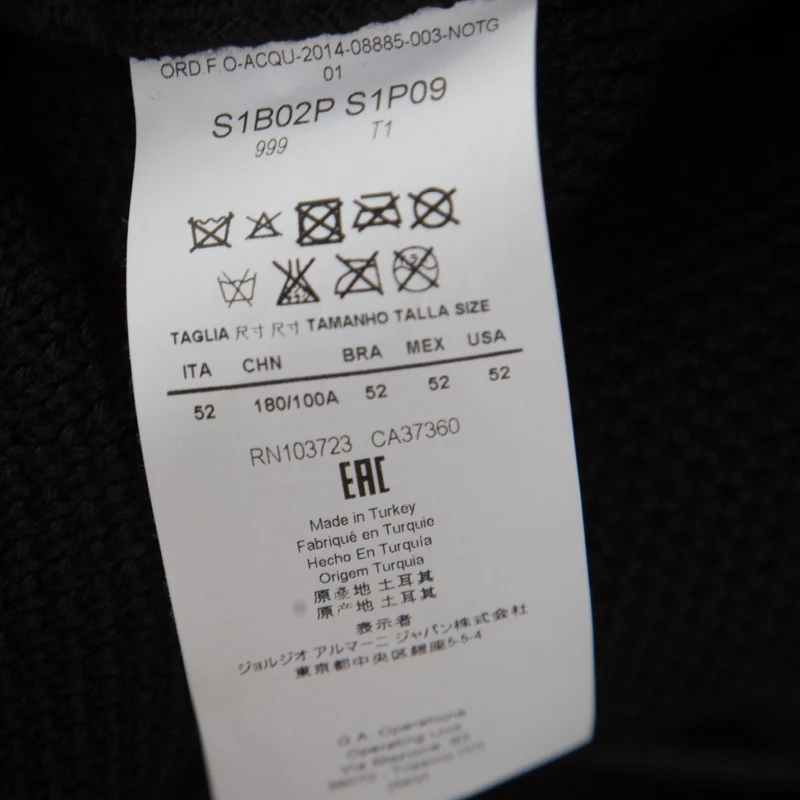 ORD.F.O-ACQU-2014-08885-003-NOTG
01
S1B02P S1P09
999 T1
TAGLIA 尺寸 尺寸 TAMANHO TALLA SIZE
ITA CHN BRA MEX USA
52 180/100A 52 52 52
RN103723 CA37360
EAC
Made in Turkey
Fabriqué en Turquie
Hecho En Turquía
Origem Turquia
原産地 土耳其
原产地 土耳其
表示者
ジョルジオ アルマーニ ジャパン株式会社
東京都中央区銀座5-5-4
G.A. Operations
Operating Unit
Via Stazione,